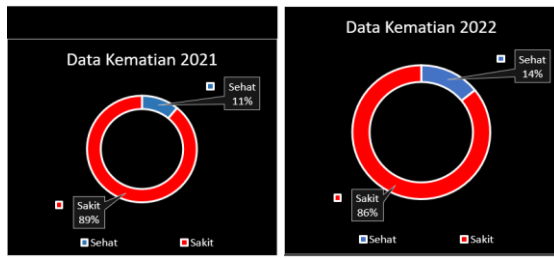 Data Kematian 2021
Sehat
11%
Sakit
89%
Sehat
Sakit
Data Kematian 2022
Sehat
14%
Sakit
86%
Sehat
Sakit